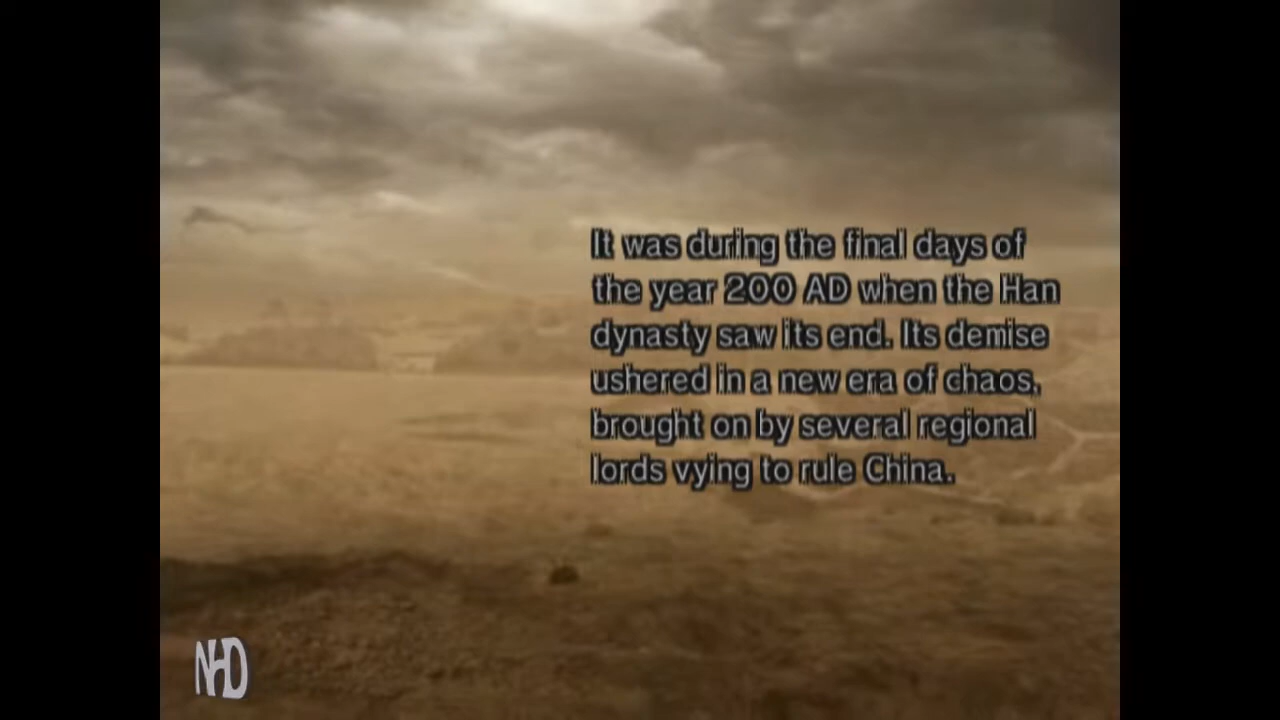 It was during the final days of
the year 200 AD when the Han
dynasty saw its end. Its demise
ushered in a new era of chaos,
brought on by several regional
lords vying to rule China.
NHD